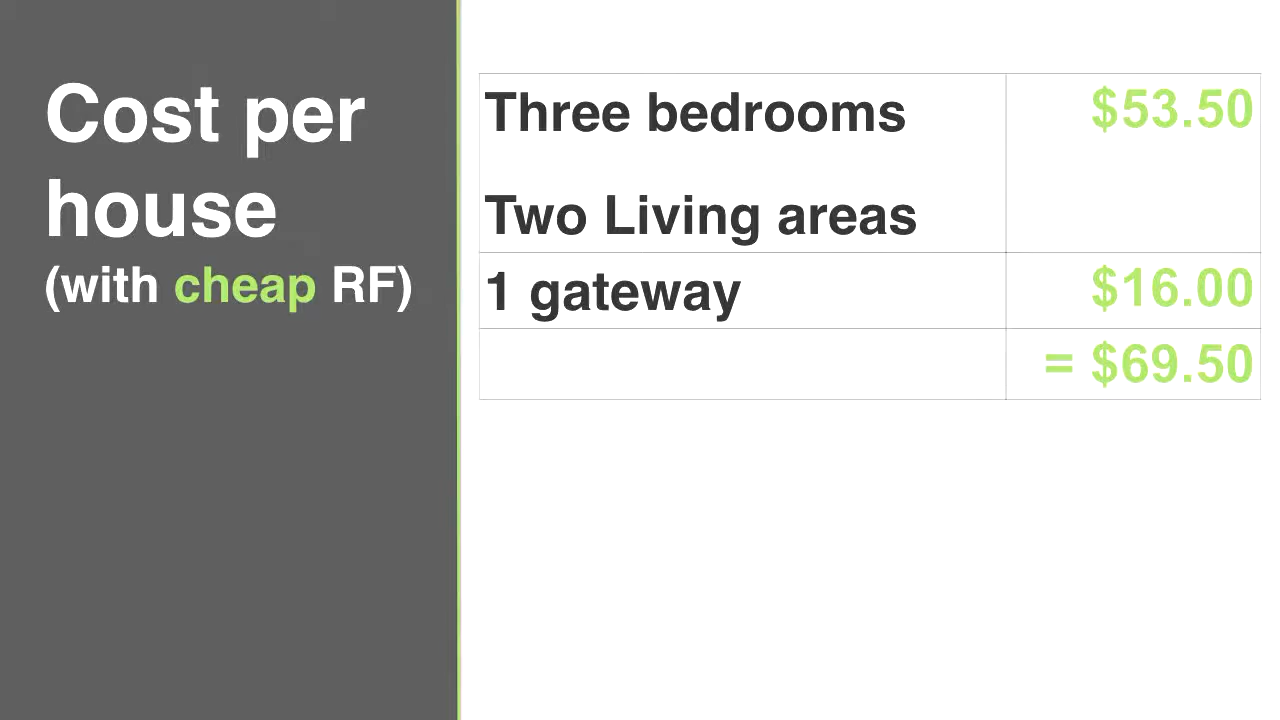 Cost per
house
(with cheap RF)
Three bedrooms $53.50
Two Living areas
1 gateway $16.00
= $69.50